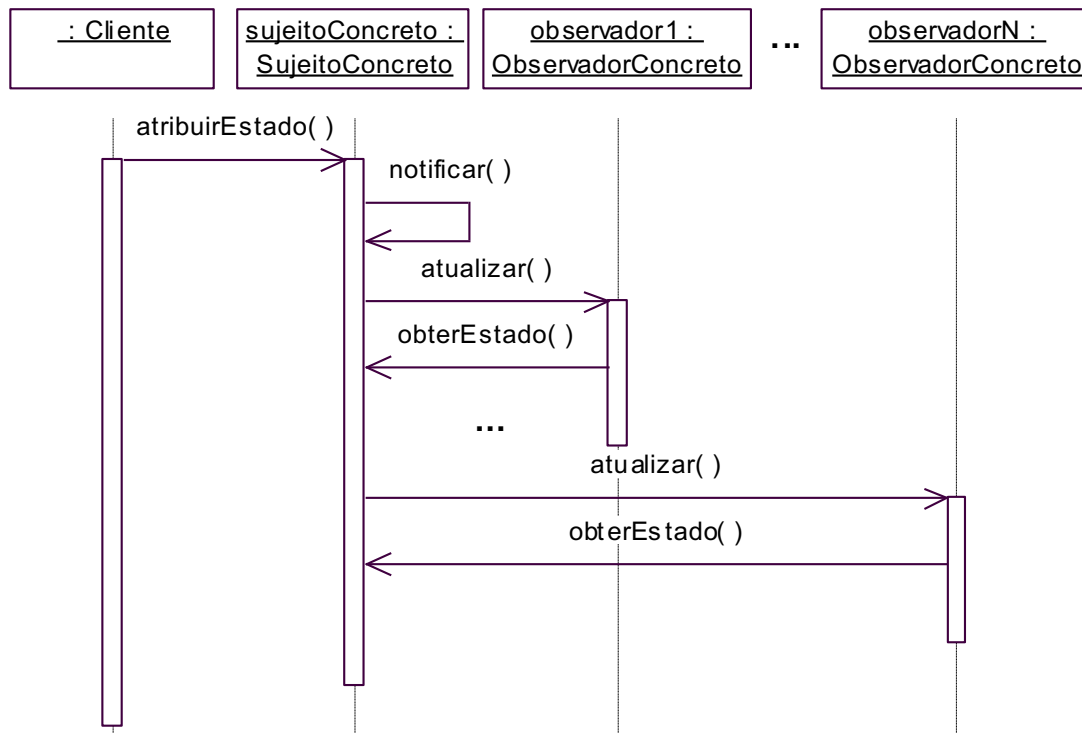 : Cliente
sujeitoConcreto :
SujeitoConcreto
observador1 :
ObservadorConcreto
...
observadorN :
ObservadorConcreto
atribuirEstado( )
notificar( )
atualizar( )
obterEstado( )
...
atualizar( )
obterEstado( )